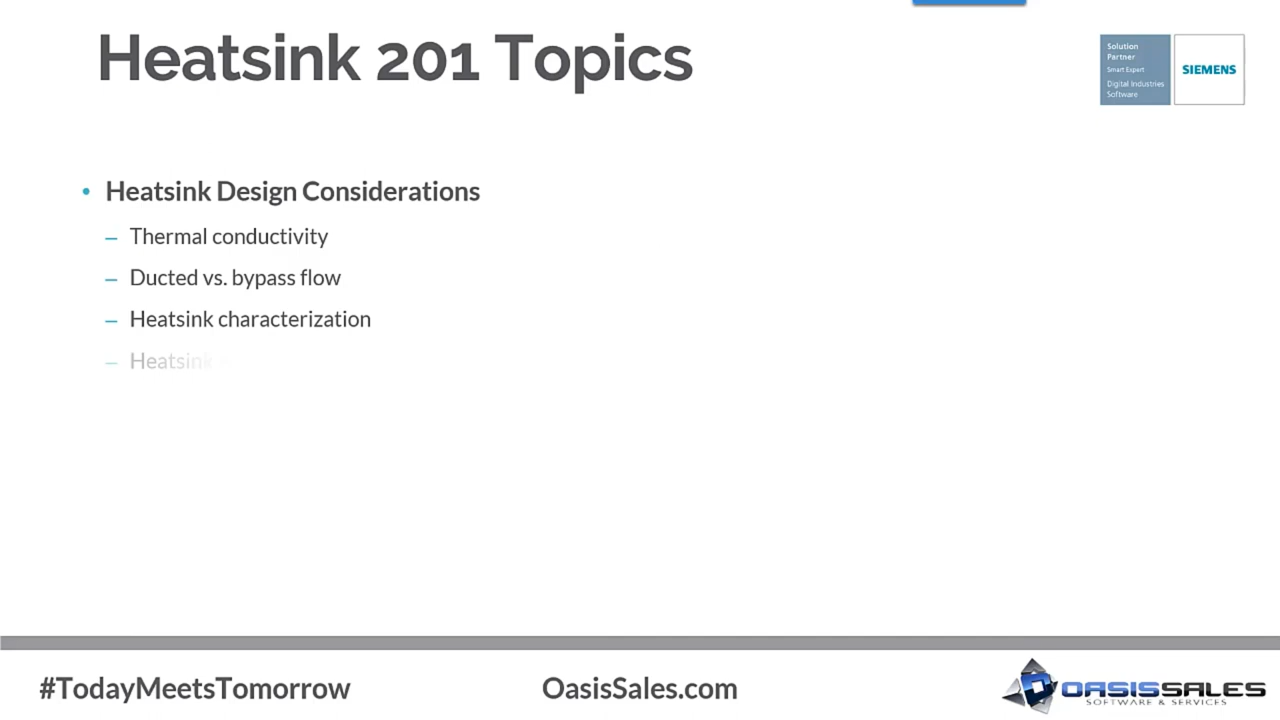 Heatsink 201 Topics
Solution
Partner
Smart Expert
Digital Industries
Software
SIEMENS
• Heatsink Design Considerations
– Thermal conductivity
– Ducted vs. bypass flow
– Heatsink characterization
– Heatsink
#TodayMeetsTomorrow
OasisSales.com
OASISSALES
SOFTWARE & SERVICES